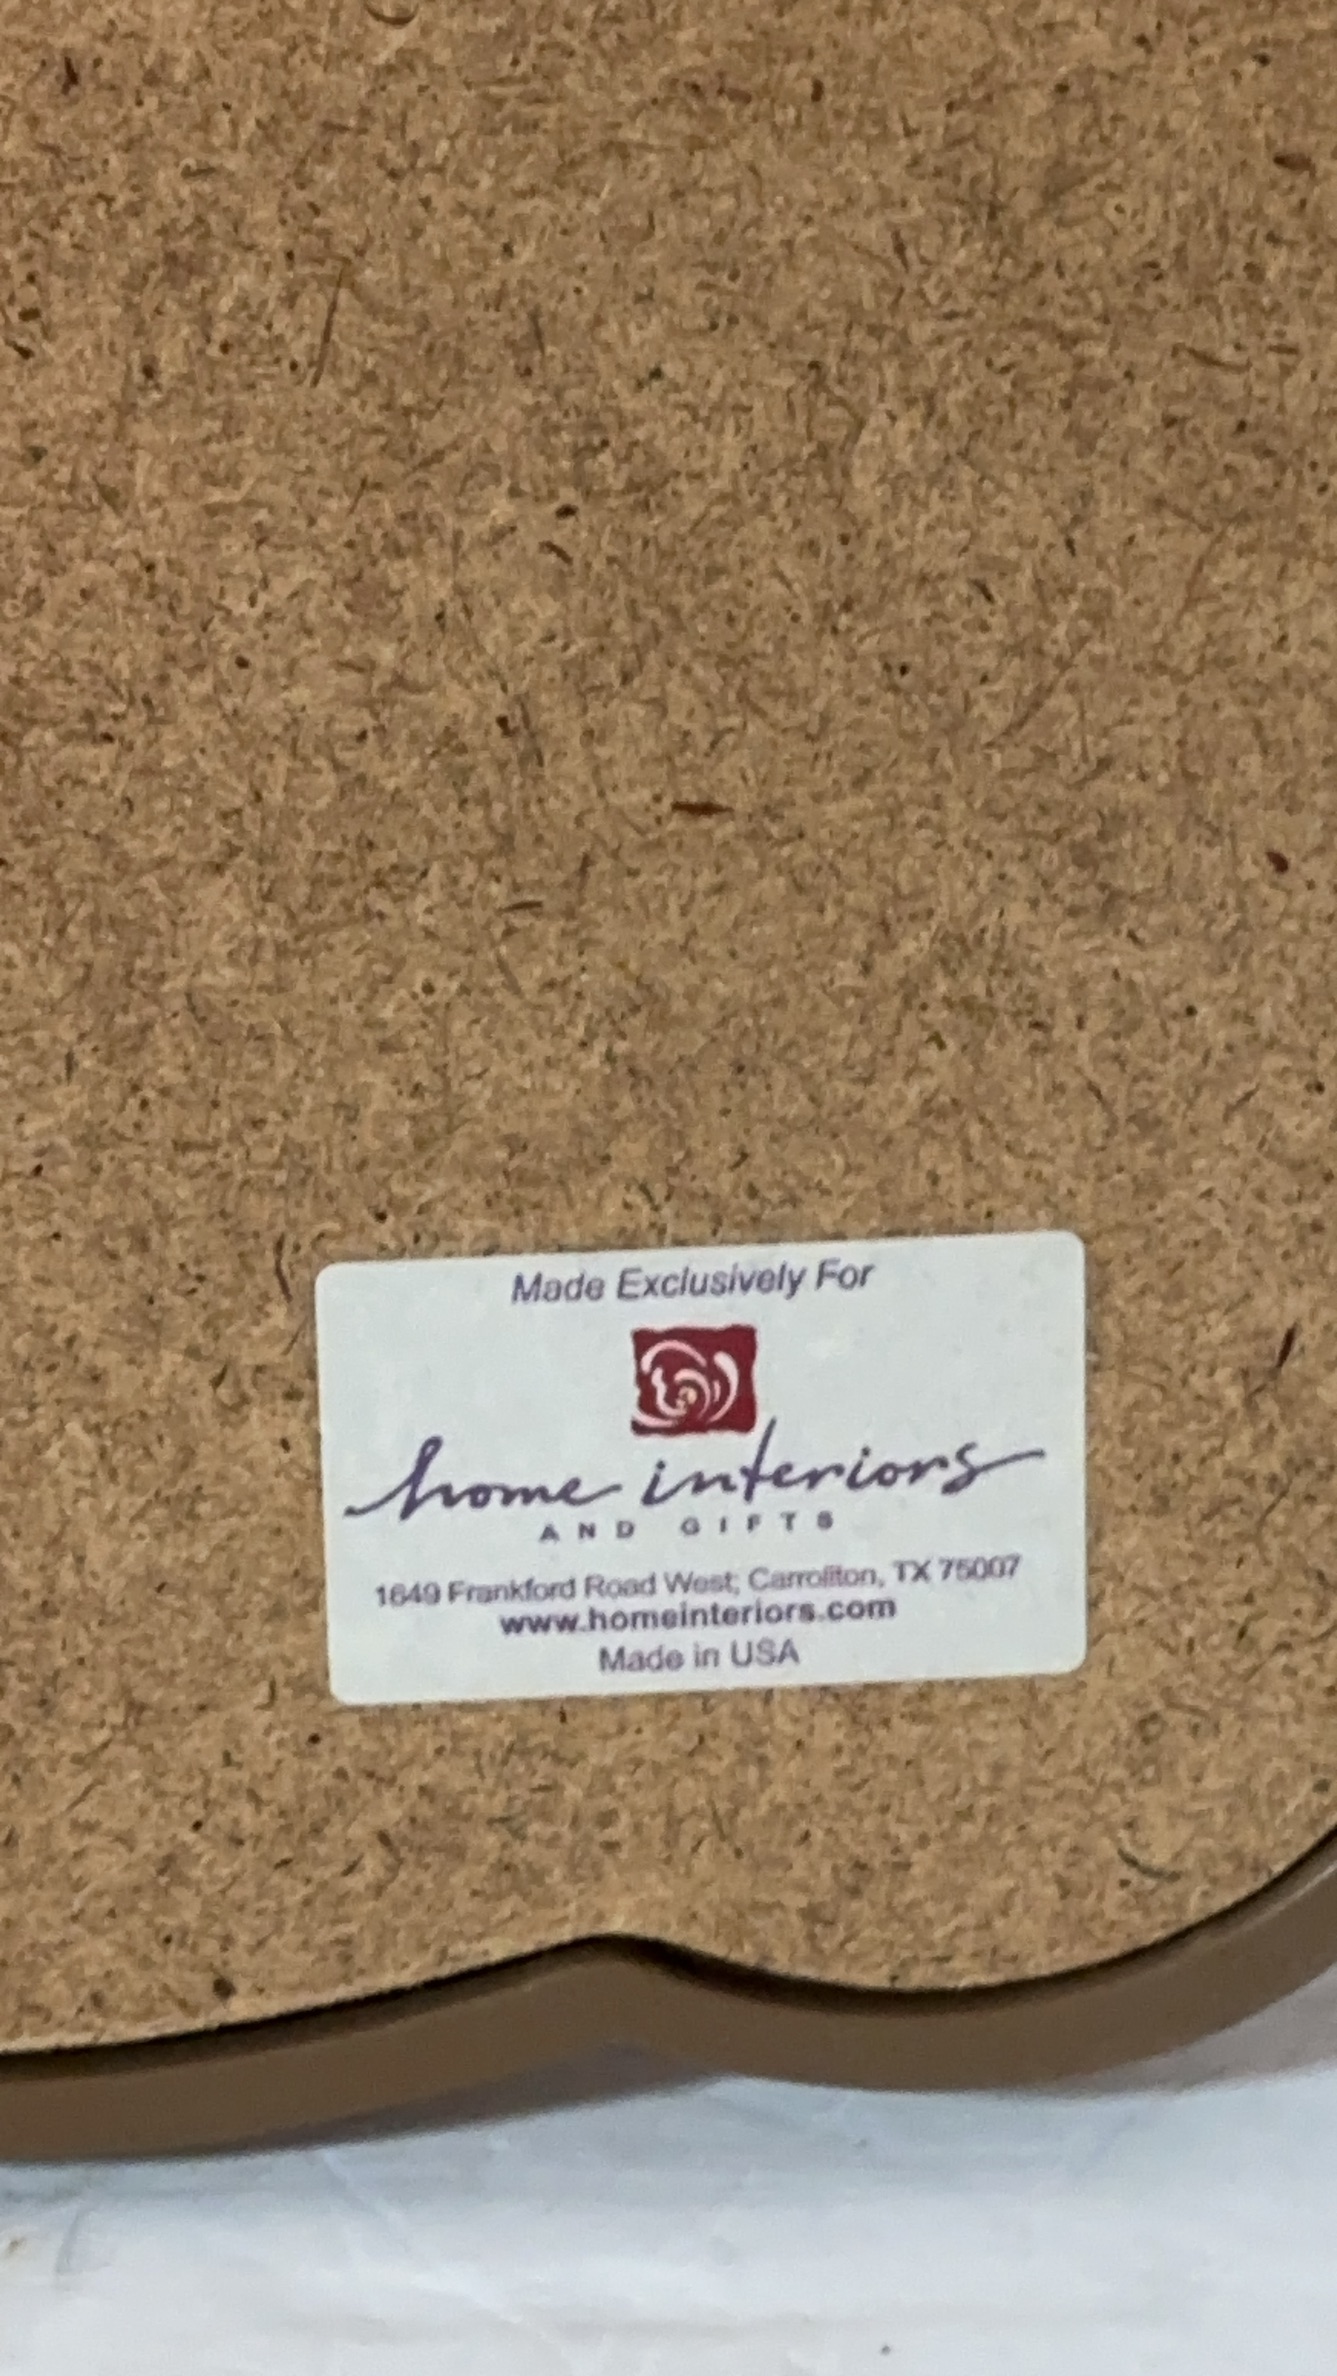 Made Exclusively For
home interiors
AND GIFTS
1649 Frankford Road West; Carrollton, TX 75007
www.homeinteriors.com
Made in USA